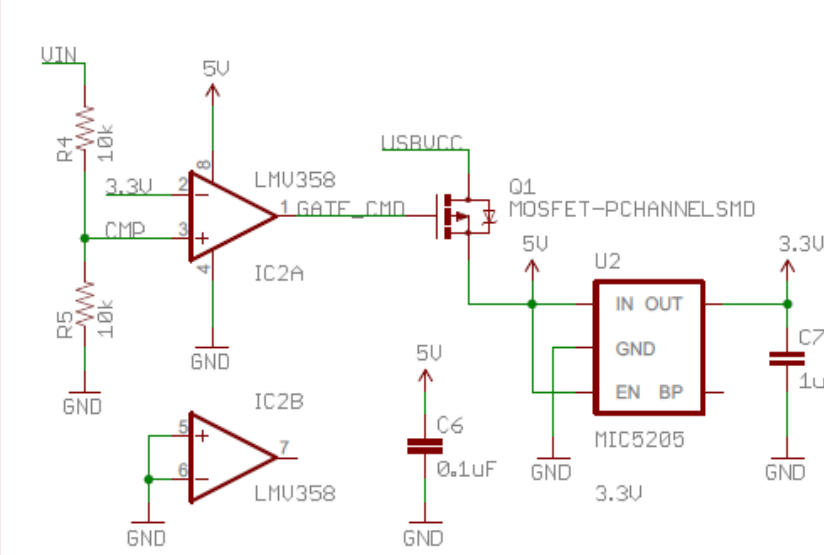 VIN
R4
10k
R5
10k
GND
5V
8
3.3V
2
CMP
3
4
LMV358
1
GATE_CMD
IC2A
GND
USBVCC
Q1
MOSFET-PCHANNELSMD
5V
U2
IN OUT
GND
EN BP
MIC5205
3.3V
GND
3.3V
C7
1u
GND
IC2B
5
6
7
LMV358
GND
5V
C6
0.1uF
GND